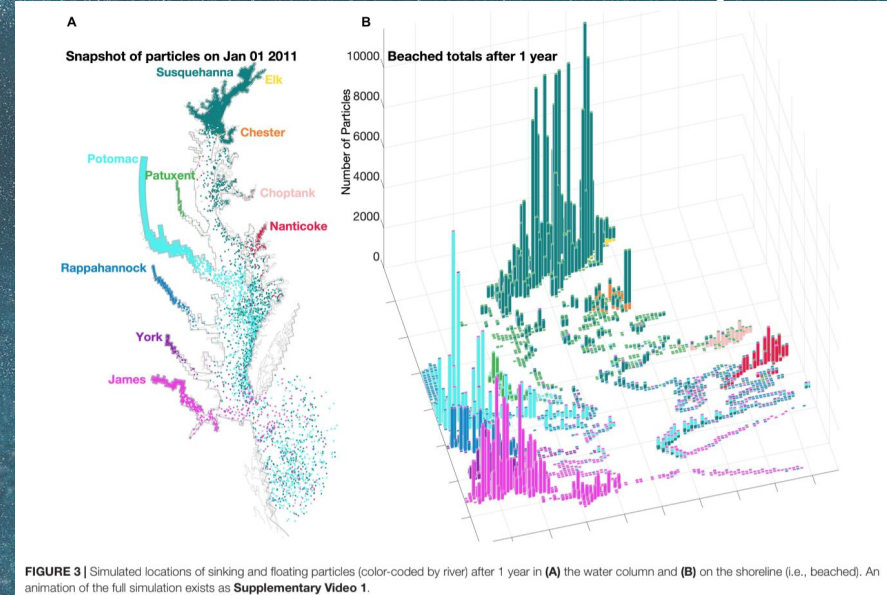 A
B
Snapshot of particles on Jan 01 2011
Beached totals after 1 year
Susquehanna
Elk
Chester
Potomac
Patuxent
Choptank
Nanticoke
Rappahannock
York
James
Number of Particles
10000
8000
6000
4000
2000
0
FIGURE 3 | Simulated locations of sinking and floating particles (color-coded by river) after 1 year in (A) the water column and (B) on the shoreline (i.e., beached). An
animation of the full simulation exists as Supplementary Video 1.